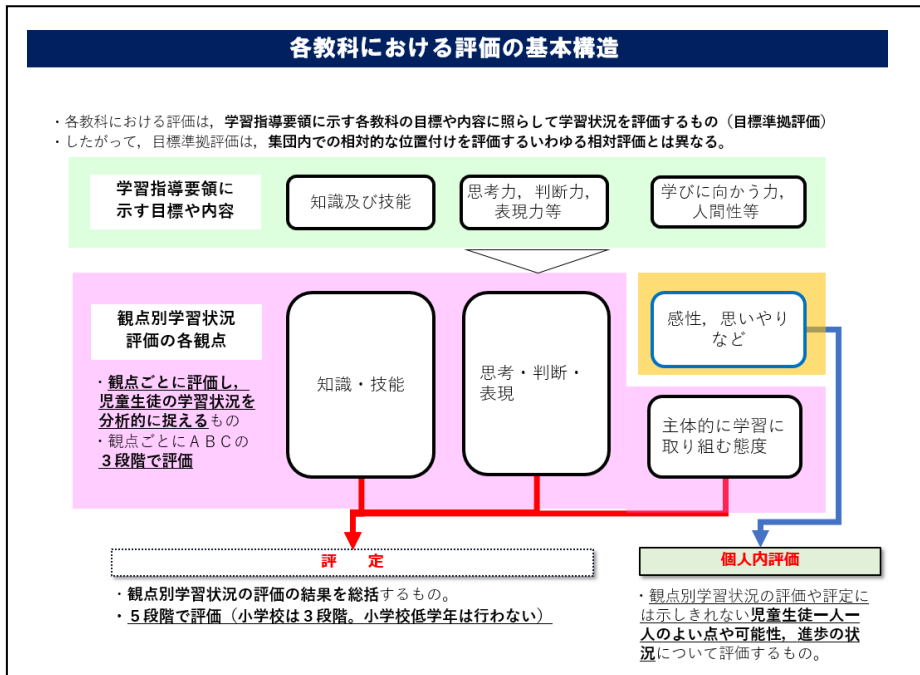 各教科における評価の基本構造
・各教科における評価は，学習指導要領に示す各教科の目標や内容に照らして学習状況を評価するもの（目標準拠評価）
・したがって，目標準拠評価は，集団内での相対的な位置付けを評価するいわゆる相対評価とは異なる。
学習指導要領に
示す目標や内容
知識及び技能
思考力，判断力，
表現力等
学びに向かう力，
人間性等
観点別学習状況
評価の各観点
・観点ごとに評価し，
児童生徒の学習状況を
分析的に捉えるもの
・観点ごとにＡＢＣの
３段階で評価
知識・技能
思考・判断・
表現
感性，思いやり
など
主体的に学習に
取り組む態度
評　定
・観点別学習状況の評価の結果を総括するもの。
・５段階で評価（小学校は３段階。小学校低学年は行わない）
個人内評価
・観点別学習状況の評価や評定に
は示しきれない児童生徒一人一
人のよい点や可能性，進歩の状
況について評価するもの。